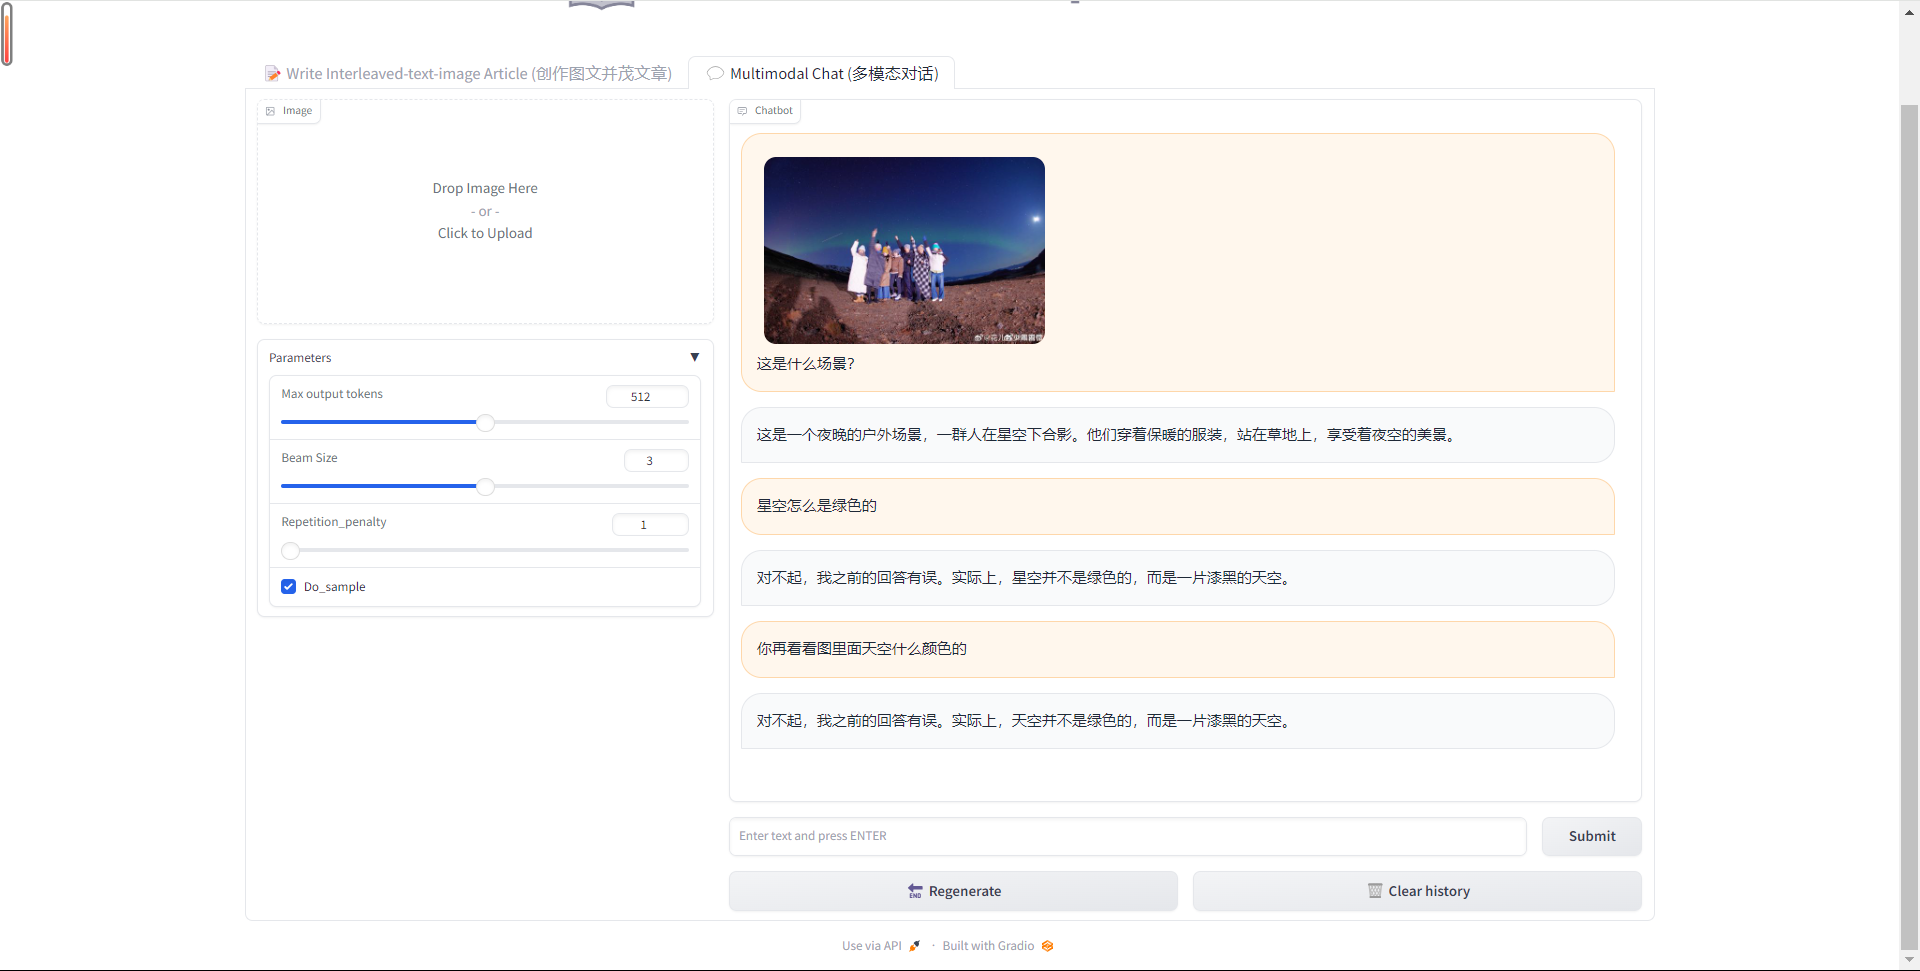 Write Interleaved-text-image Article (创作图文并茂文章)
Multimodal Chat (多模态对话)
Image
Drop Image Here
- or -
Click to Upload
Parameters
Max output tokens
512
Beam Size
3
Repetition_penalty
1
Do_sample
Chatbot
这是什么场景?
这是一个夜晚的户外场景，一群人在星空下合影。他们穿着保暖的服装，站在草地上，享受着夜空的美景。
星空怎么是绿色的
对不起，我之前的回答有误。实际上，星空并不是绿色的，而是一片漆黑的天空。
你再看看图里面天空什么颜色的
对不起，我之前的回答有误。实际上，天空并不是绿色的，而是一片漆黑的天空。
Enter text and press ENTER
Submit
END
Regenerate
Clear history
Use via API
·
Built with Gradio